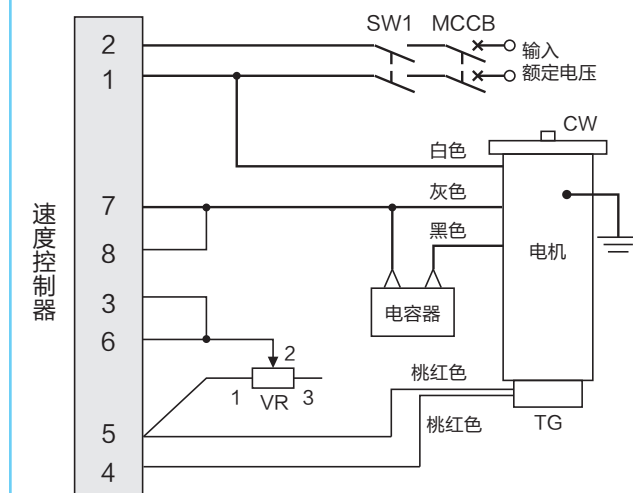 SW1 MCCB
2
输入
1
额定电压
CW
白色
7
灰色
黑色
8
电机
速度控制器
3
电容器
6
2
桃红色
1 VR 3
TG
桃红色
5
4